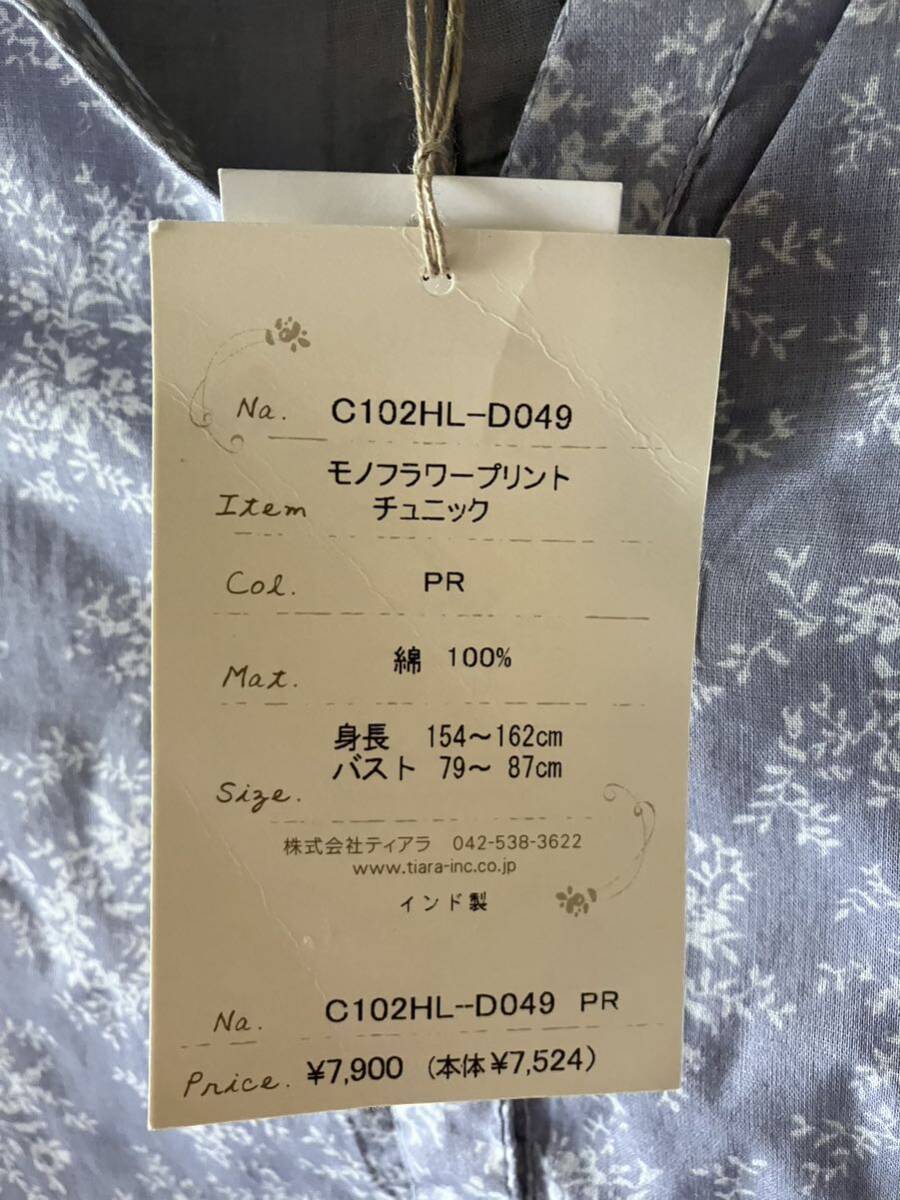 Na. C102HL-D049
モノフラワープリント
Item チュニック
Col. PR
Mat. 綿 100%
身長 154～162cm
バスト 79～ 87cm
Size.
株式会社ティアラ 042-538-3622
www.tiara-inc.co.jp
インド製
Na. C102HL--D049 PR
Price. ¥7,900 (本体¥7,524)